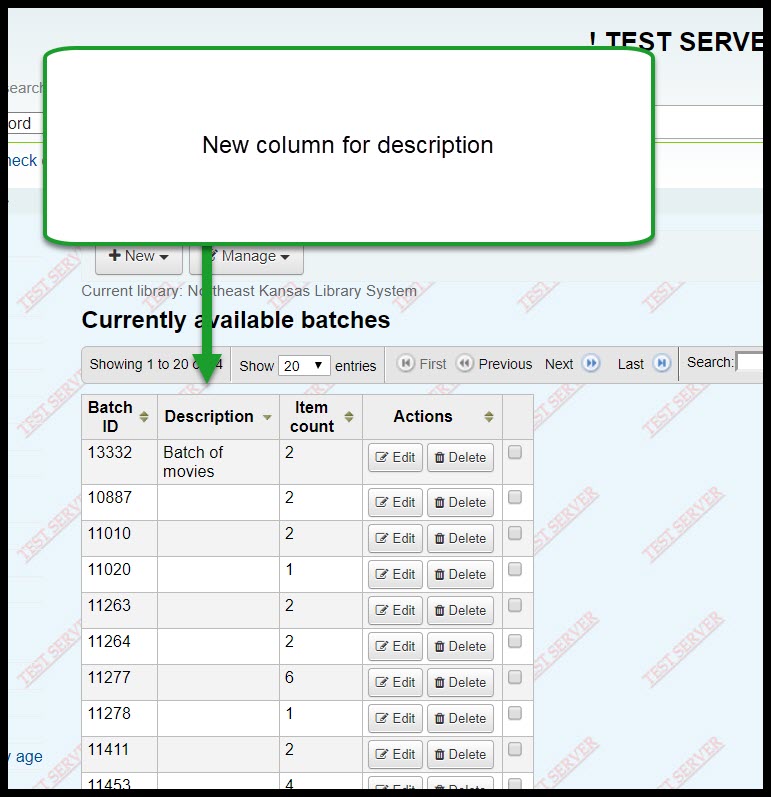 ! TEST SERVE
search
ord
heck
New column for description
New
Manage
Current library: Northeast Kansas Library System
Currently available batches
Showing 1 to 20 of 4 Show 20 entries First Previous Next Last Search:
Batch ID Description Item count Actions
13332 Batch of movies 2 Edit Delete
10887 2 Edit Delete
11010 2 Edit Delete
11020 1 Edit Delete
11263 2 Edit Delete
11264 2 Edit Delete
11277 6 Edit Delete
11278 1 Edit Delete
11411 2 Edit Delete
y age
11453 4 Edit Delete
TEST SERVER